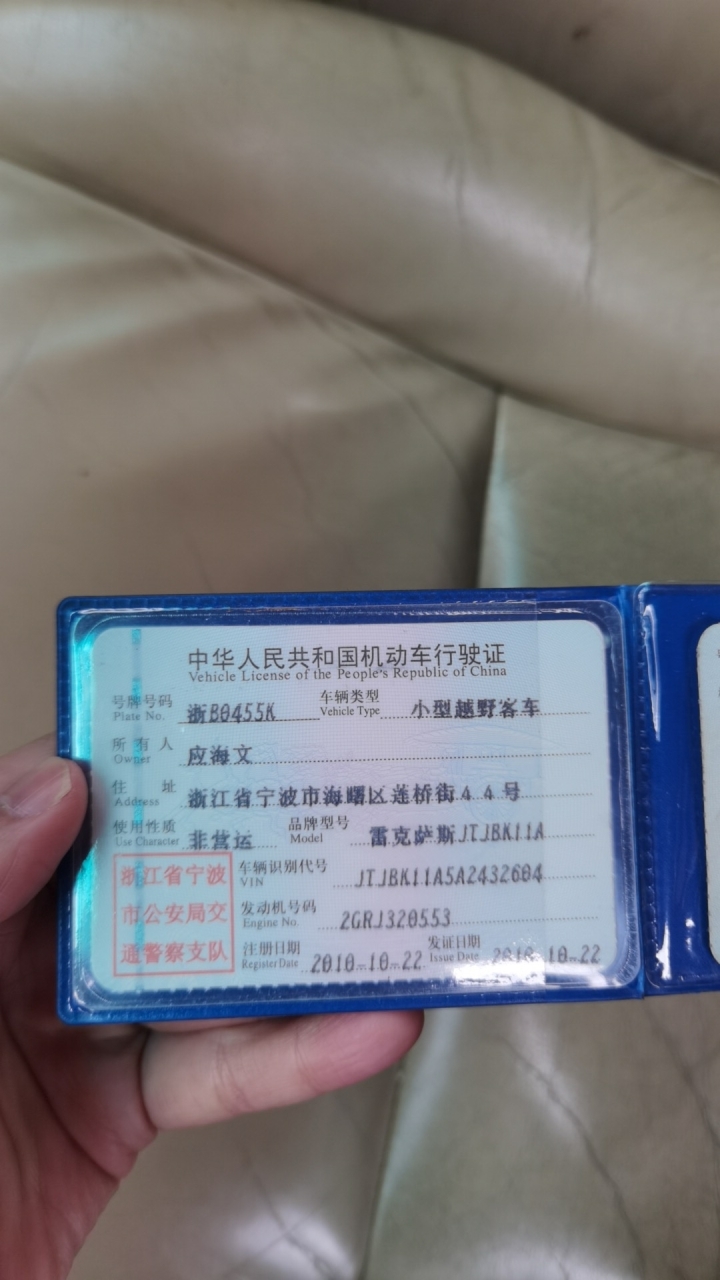 中华人民共和国机动车行驶证
Vehicle License of the People's Republic of China
号牌号码 浙B0455K 车辆类型 小型越野客车
Plate No. Vehicle Type
所有人 应海文
Owner
住址 浙江省宁波市海曙区莲桥街44号
Address
使用性质 非营运 品牌型号 雷克萨斯JTJBK11A
Use Character Model
浙江省宁波
市公安局交
通警察支队
车辆识别代号 JTJBK11A5A2432604
VIN
发动机号码 2GRJ320553
Engine No.
注册日期 2010-10-22 发证日期 2010-10-22
Register Date Issue Date